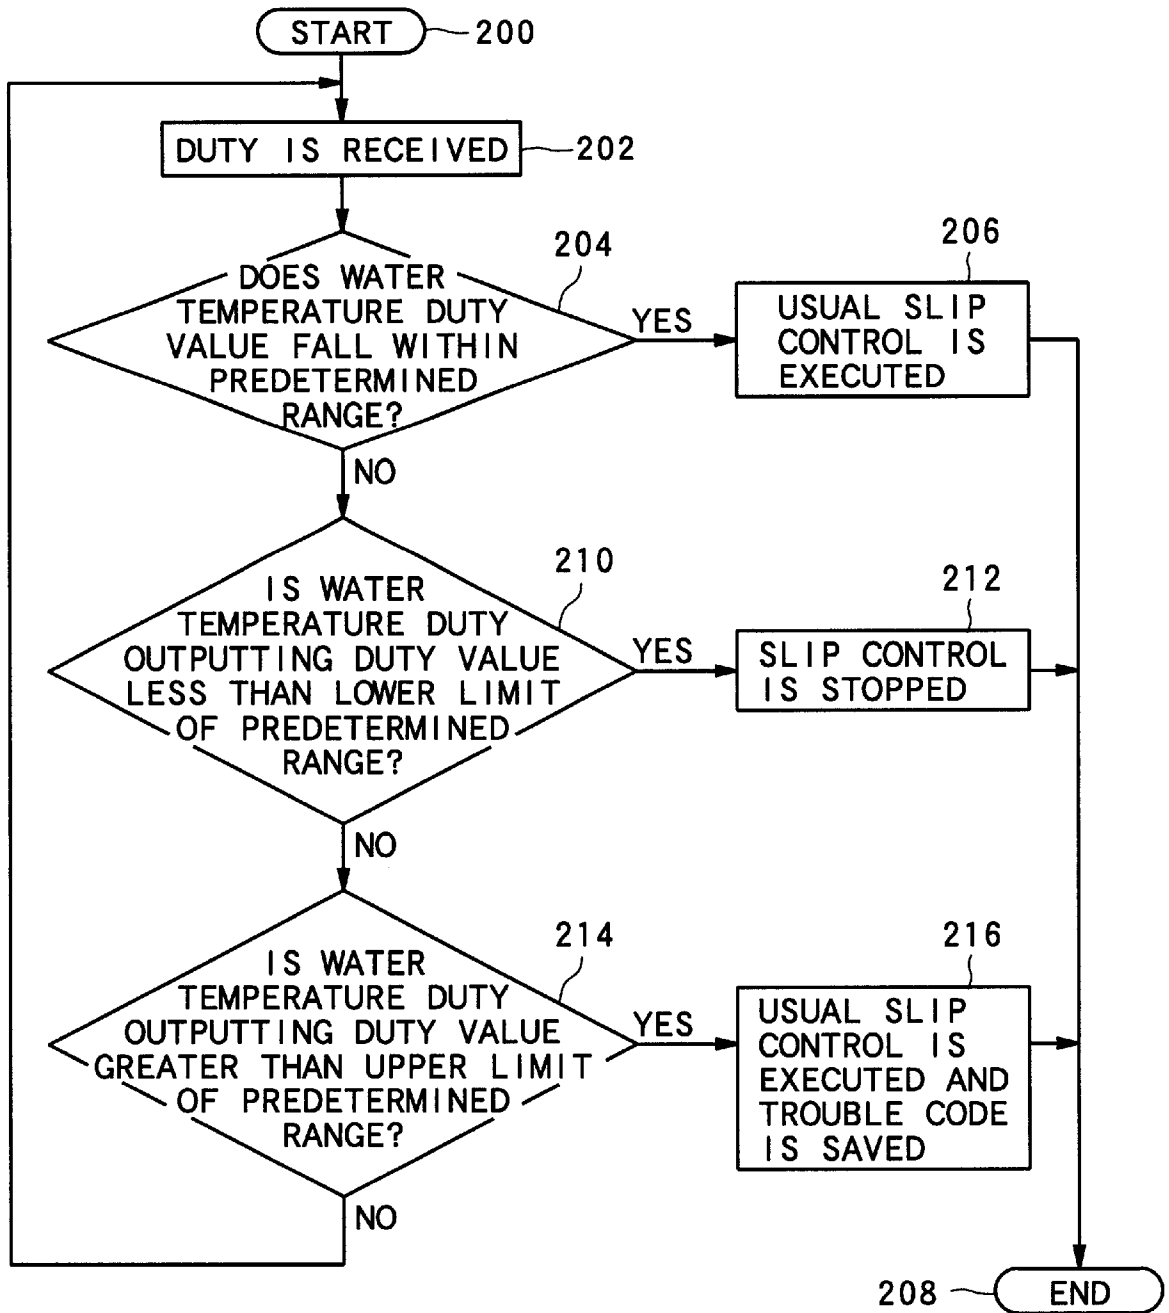 START
200
DUTY IS RECEIVED
202
204
DOES WATER
TEMPERATURE DUTY
VALUE FALL WITHIN
PREDETERMINED
RANGE?
YES
206
USUAL SLIP
CONTROL IS
EXECUTED
NO
210
IS WATER
TEMPERATURE DUTY
OUTPUTTING DUTY VALUE
LESS THAN LOWER LIMIT
OF PREDETERMINED
RANGE?
YES
212
SLIP CONTROL
IS STOPPED
NO
214
IS WATER
TEMPERATURE DUTY
OUTPUTTING DUTY VALUE
GREATER THAN UPPER LIMIT
OF PREDETERMINED
RANGE?
YES
216
USUAL SLIP
CONTROL IS
EXECUTED AND
TROUBLE CODE
IS SAVED
NO
208
END